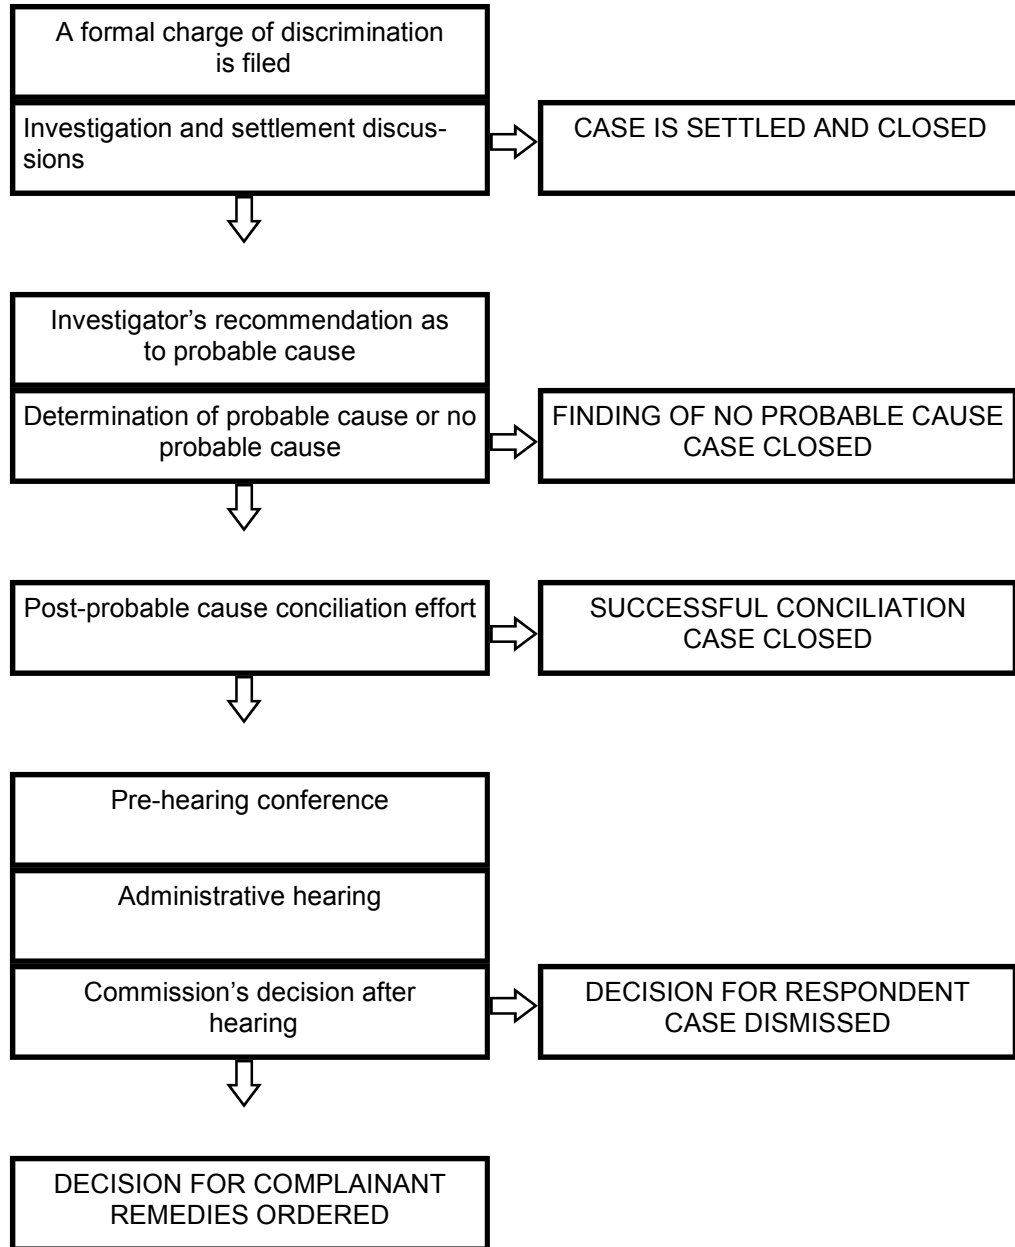 A formal charge of discrimination
is filed
Investigation and settlement discus-
sions
CASE IS SETTLED AND CLOSED
Investigator’s recommendation as
to probable cause
Determination of probable cause or no
probable cause
FINDING OF NO PROBABLE CAUSE
CASE CLOSED
Post-probable cause conciliation effort
SUCCESSFUL CONCILIATION
CASE CLOSED
Pre-hearing conference
Administrative hearing
Commission’s decision after
hearing
DECISION FOR RESPONDENT
CASE DISMISSED
DECISION FOR COMPLAINANT
REMEDIES ORDERED